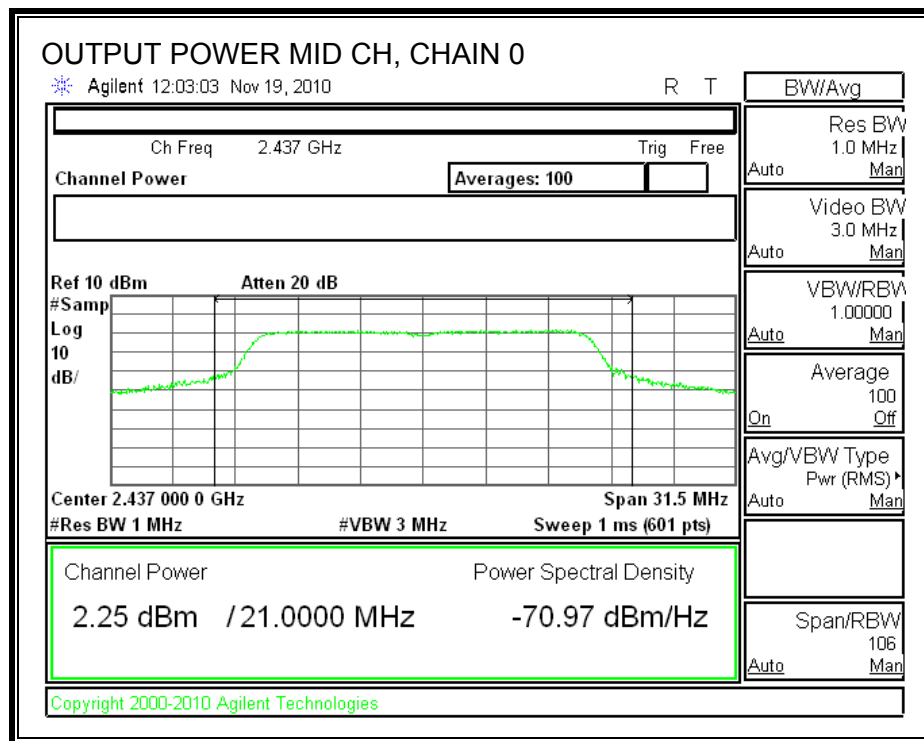 OUTPUT POWER MID CH, CHAIN 0
Agilent 12:03:03 Nov 19, 2010 R T
BW/Avg
Ch Freq 2.437 GHz Trig Free
Channel Power Averages: 100
Res BW
1.0 MHz
Auto Man
Video BW
3.0 MHz
Auto Man
VBW/RBW
1.00000
Auto Man
Average
100
On Off
Avg/VBW Type
Pwr (RMS)
Auto Man
Span/RBW
106
Auto Man
Ref 10 dBm Atten 20 dB
#Samp
Log
10
dB/
Center 2.437 000 0 GHz Span 31.5 MHz
#Res BW 1 MHz #VBW 3 MHz Sweep 1 ms (601 pts)
Channel Power Power Spectral Density
2.25 dBm / 21.0000 MHz -70.97 dBm/Hz
Copyright 2000-2010 Agilent Technologies